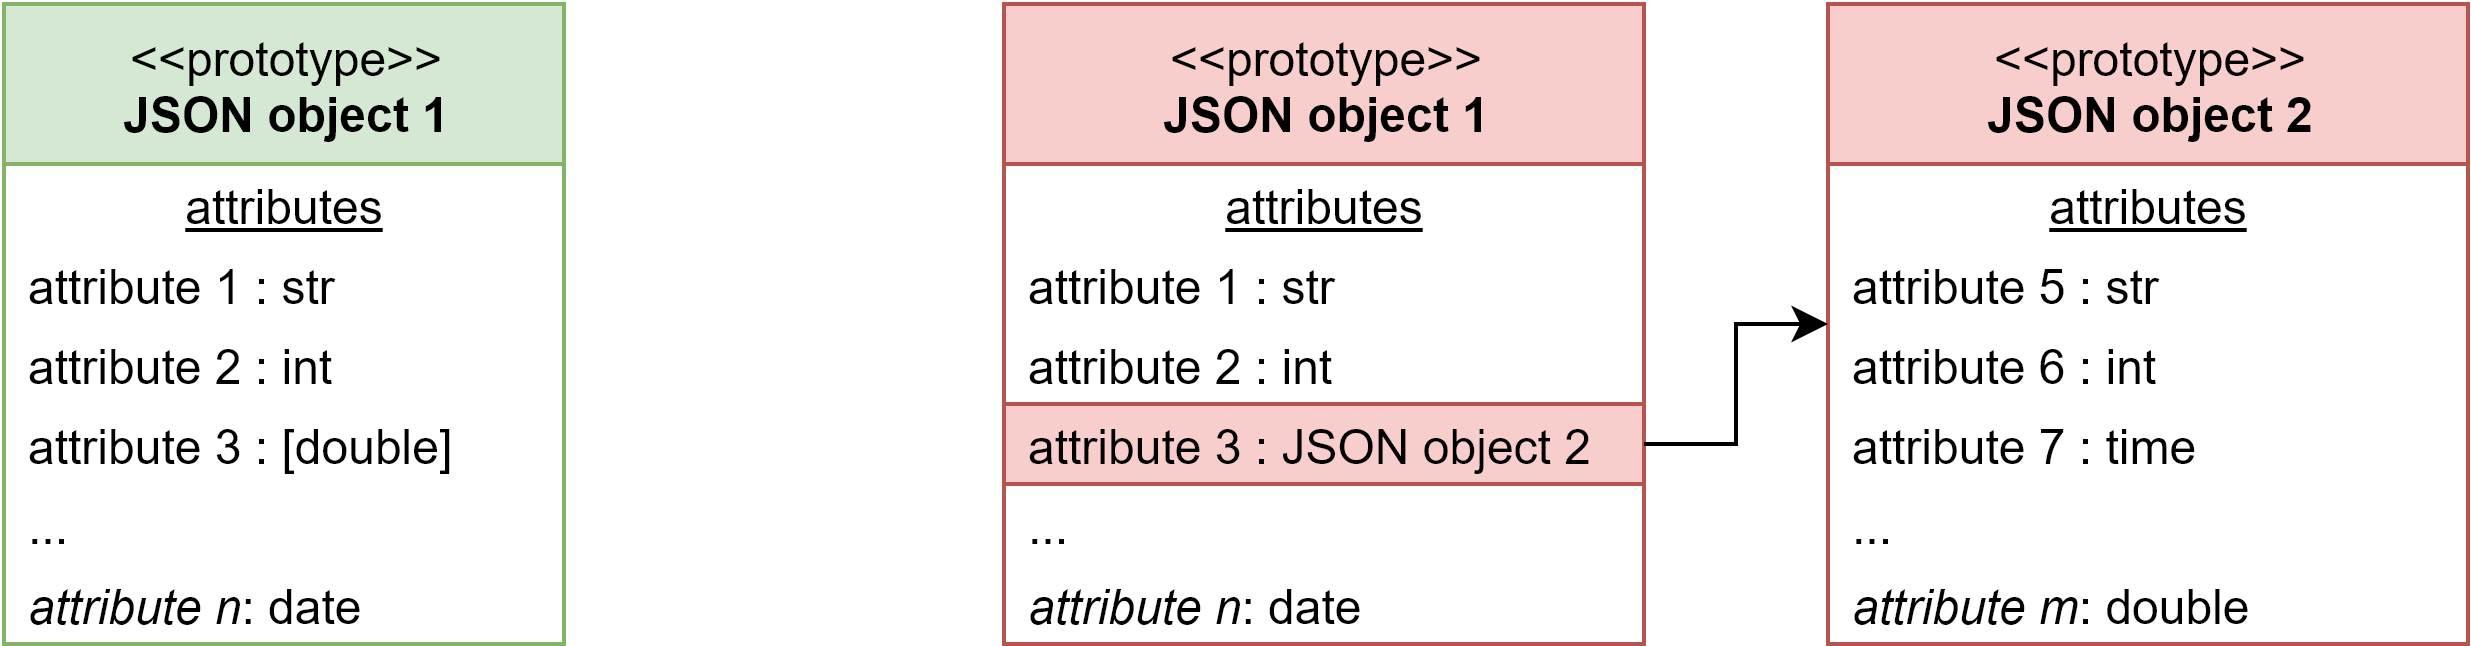 <<prototype>>
JSON object 1
attributes
attribute 1 : str
attribute 2 : int
attribute 3 : [double]
...
attribute n: date
<<prototype>>
JSON object 1
attributes
attribute 1 : str
attribute 2 : int
attribute 3 : JSON object 2
...
attribute n: date
<<prototype>>
JSON object 2
attributes
attribute 5 : str
attribute 6 : int
attribute 7 : time
...
attribute m: double